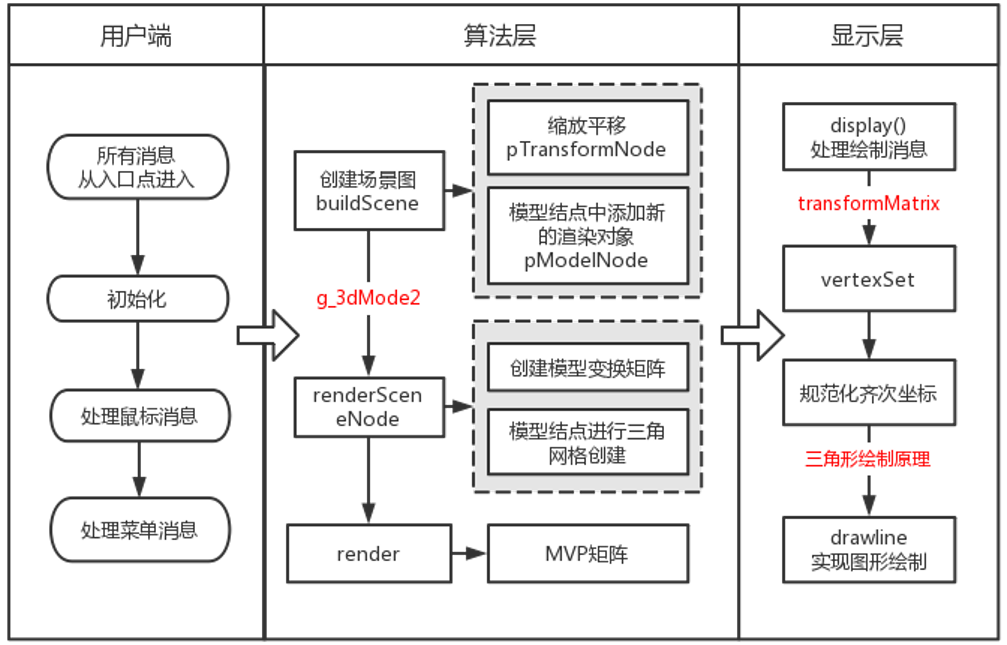 用户端
算法层
显示层
所有消息
从入口点进入
初始化
处理鼠标消息
处理菜单消息
创建场景图
buildScene
g_3dMode2
renderScen
eNode
render
缩放平移
pTransformNode
模型结点中添加新
的渲染对象
pModelNode
创建模型变换矩阵
模型结点进行三角
网格创建
MVP矩阵
display()
处理绘制消息
transformMatrix
vertexSet
规范化齐次坐标
三角形绘制原理
drawline
实现图形绘制